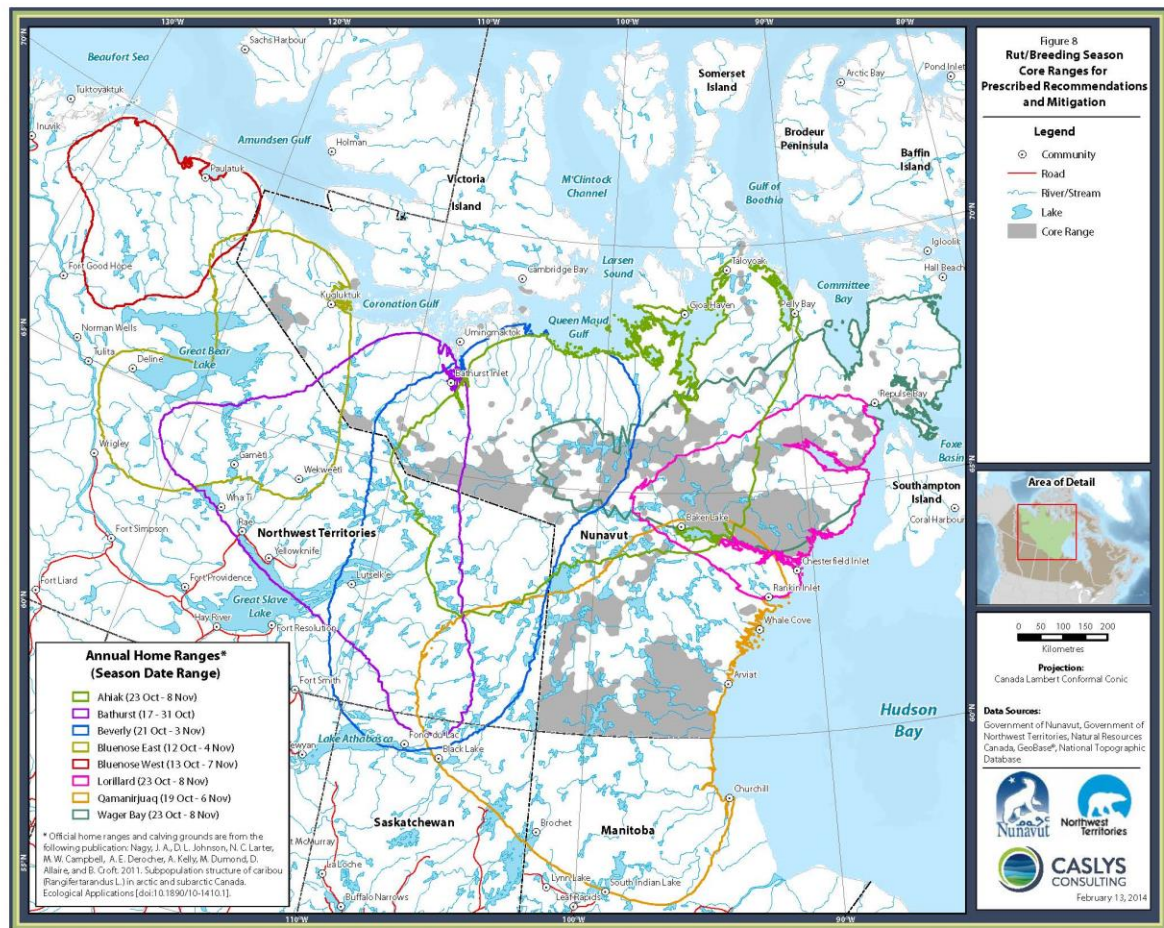 130°W
120°W
110°W
100°W
90°W
80°W
70°N
Beaufort Sea
Sachs Harbour
Tuktoyaktuk
Inuvik
Amundsen Gulf
Holman
Paulatuk
Victoria
Island
M'Clintock
Channel
Somerset
Island
Arctic Bay
Pond Inlet
Brodeur
Peninsula
Baffin
Island
Gulf of
Boothia
70°N
Igloolik
Hall Beach
Fort Good Hope
Norman Wells
65°N
Tulita
Deline
Great Bear
Lake
Kugluktuk
Coronation Gulf
Cambridge Bay
Larsen
Sound
Taloyoak
Gjoa Haven
Pelly Bay
Committee
Bay
Umingmaktok
Queen Maud
Gulf
Bathurst Inlet
Repulse Bay
Foxe
Basin
65°N
Southampton
Island
Coral Harbour
Wrigley
Gamèti
Wekweèti
Wha Ti
Rae
Fort Simpson
Northwest Territories
Yellowknife
Nunavut
Baker Lake
Chesterfield Inlet
Rankin Inlet
Whale Cove
Arviat
Fort Liard
Fort Providence
Lutselk'e
Great Slave
Lake
Hay River
Fort Resolution
60°N
Fort Smith
Hudson
Bay
60°N
Lake Athabasca
Fond-du-Lac
Black Lake
Churchill
Saskatchewan
Brochet
Manitoba
La Loche
Buffalo Narrows
Lynn Lake
Leaf Rapids
South Indian Lake
55°N
110°W
100°W
90°W
Annual Home Ranges*
(Season Date Range)
Ahiak (23 Oct - 8 Nov)
Bathurst (17 - 31 Oct)
Beverly (21 Oct - 3 Nov)
Bluenose East (12 Oct - 4 Nov)
Bluenose West (13 Oct - 7 Nov)
Lorillard (23 Oct - 8 Nov)
Qamanirjuaq (19 Oct - 6 Nov)
Wager Bay (23 Oct - 8 Nov)
* Official home ranges and calving grounds are from the
following publication: Nagy, J. A., D. L. Johnson, N. C. Larter,
M. W. Campbell, A. E. Derocher, A. Kelly, M. Dumond, D.
Allaire, and B. Croft. 2011. Subpopulation structure of caribou
(Rangifer tarandus L.) in arctic and subarctic Canada.
Ecological Applications [doi:10.1890/10-1410.1].
Figure 8
Rut/Breeding Season
Core Ranges for
Prescribed Recommendations
and Mitigation
Legend
Community
Road
River/Stream
Lake
Core Range
Area of Detail
0 50 100 150 200
Kilometres
Projection:
Canada Lambert Conformal Conic
Data Sources:
Government of Nunavut, Government of
Northwest Territories, Natural Resources
Canada, GeoBase®, National Topographic
Database
Nunavut
Northwest
Territories
CASLYS
CONSULTING
February 13, 2014